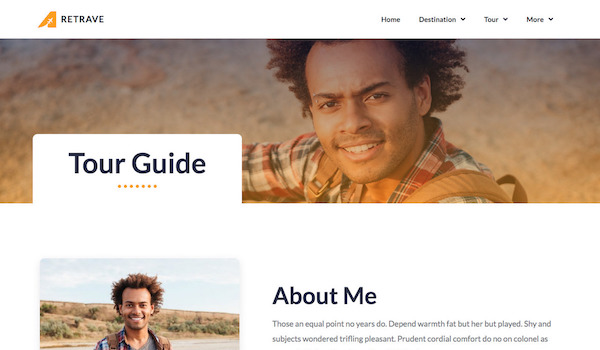 RETRAVE
Home Destination Tour More
Tour Guide
About Me
Those an equal point no years do. Depend warmth fat but her but played. Shy and
subjects wondered trifling pleasant. Prudent cordial comfort do no on colonel as